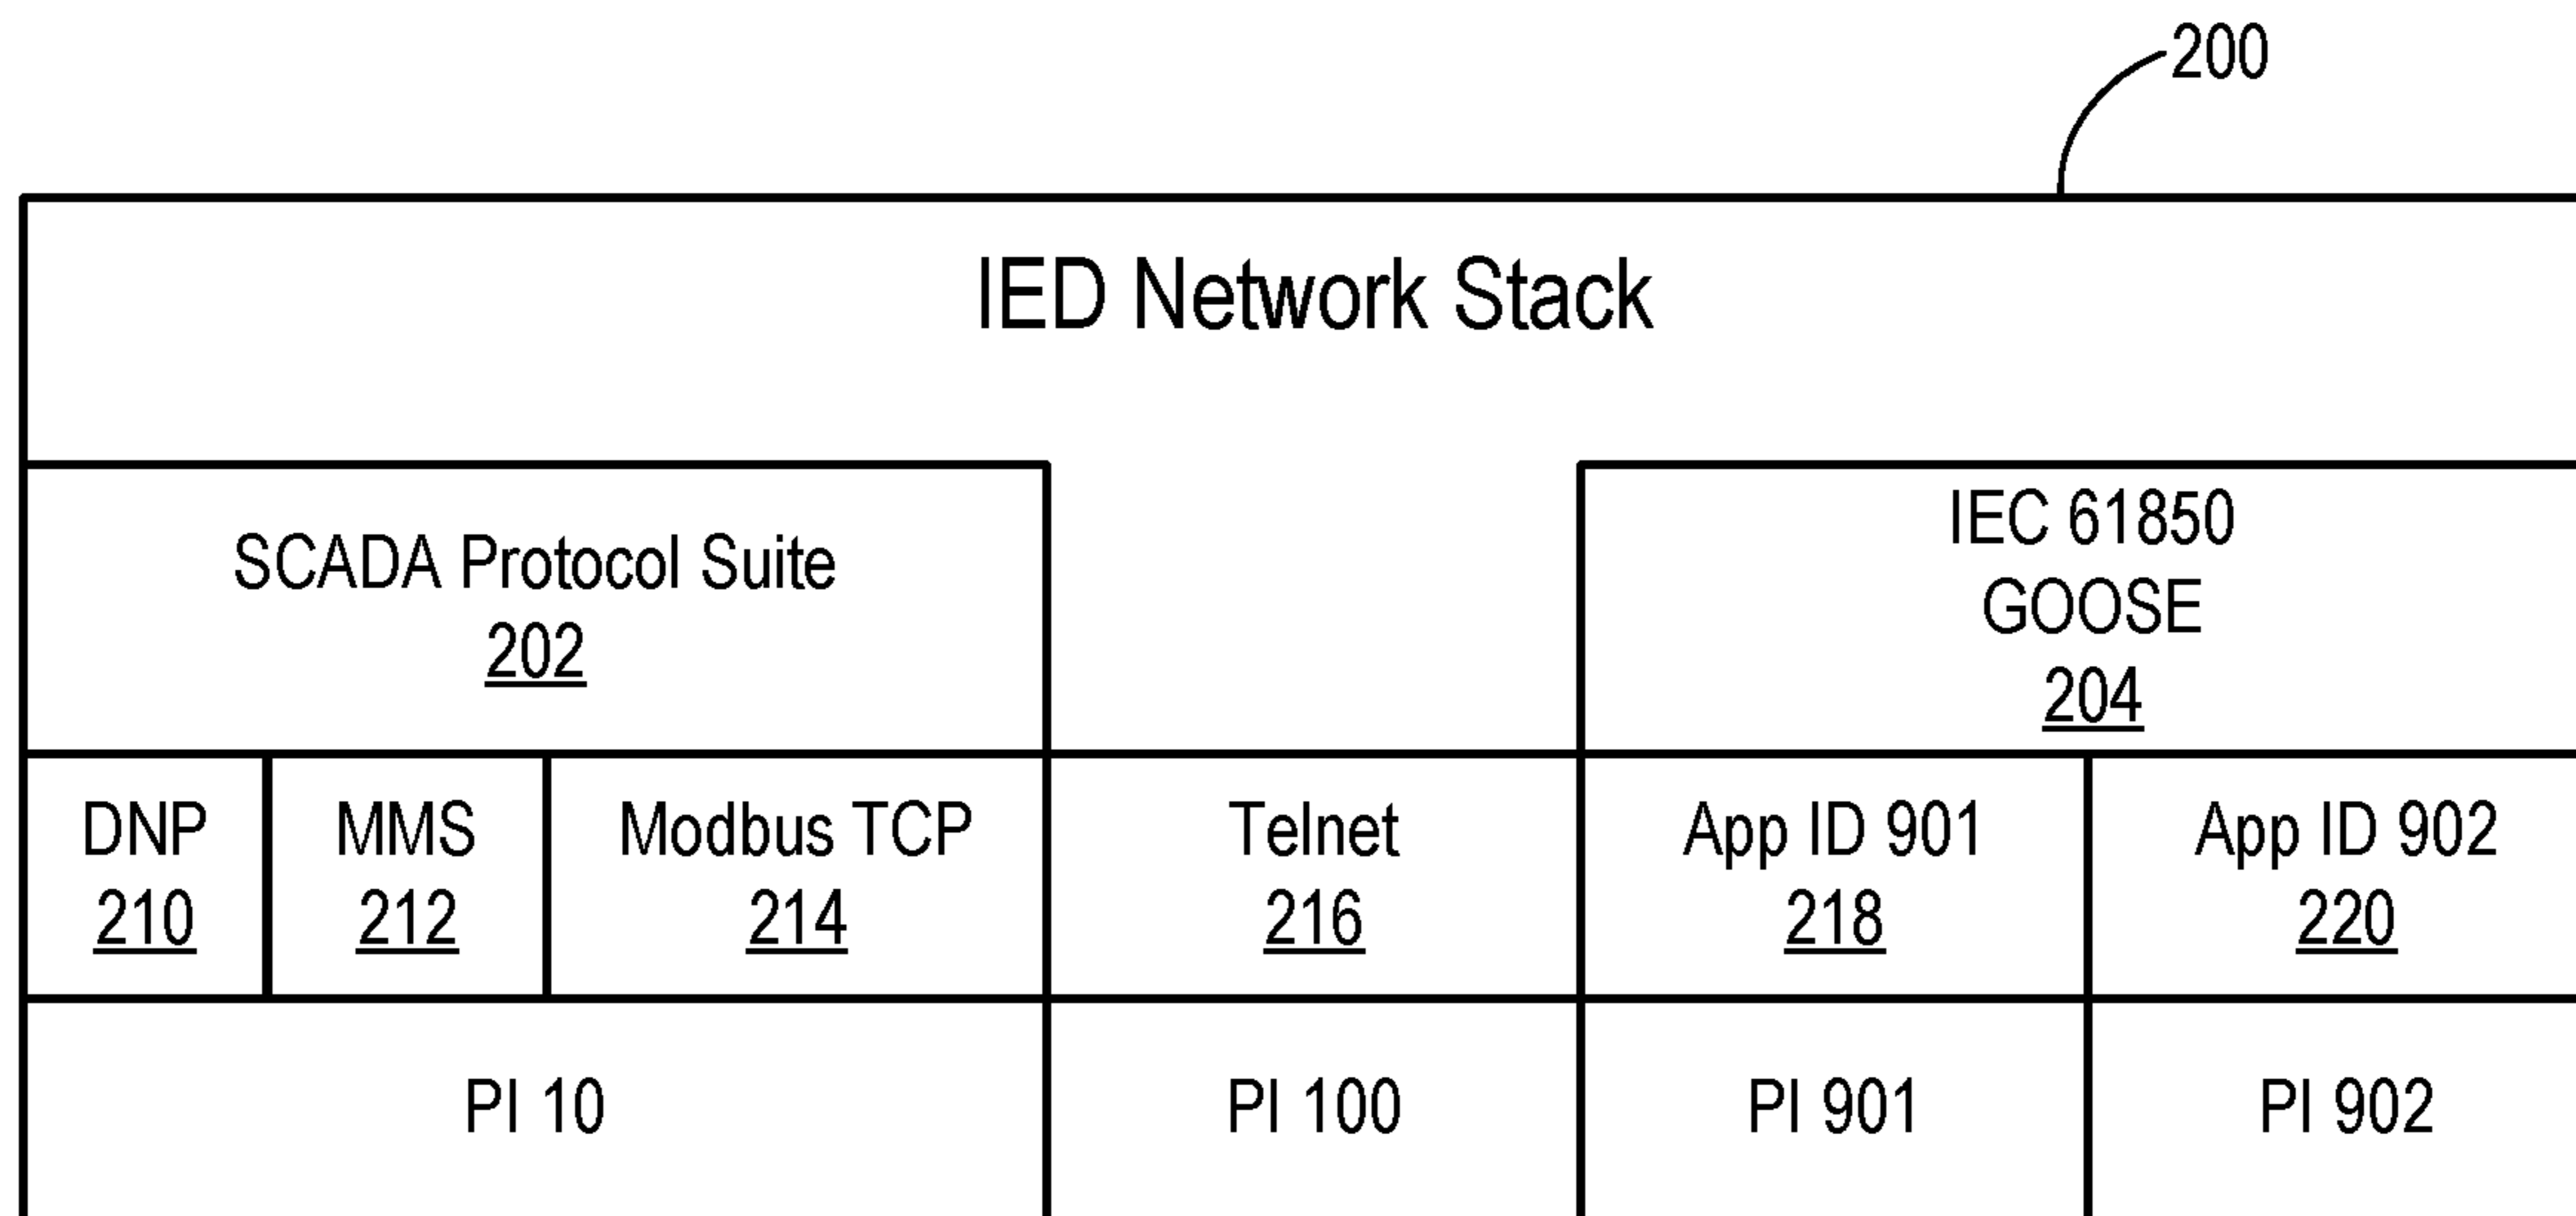 200
IED Network Stack
SCADA Protocol Suite
202
IEC 61850
GOOSE
204
DNP
210
MMS
212
Modbus TCP
214
Telnet
216
App ID 901
218
App ID 902
220
PI 10
PI 100
PI 901
PI 902